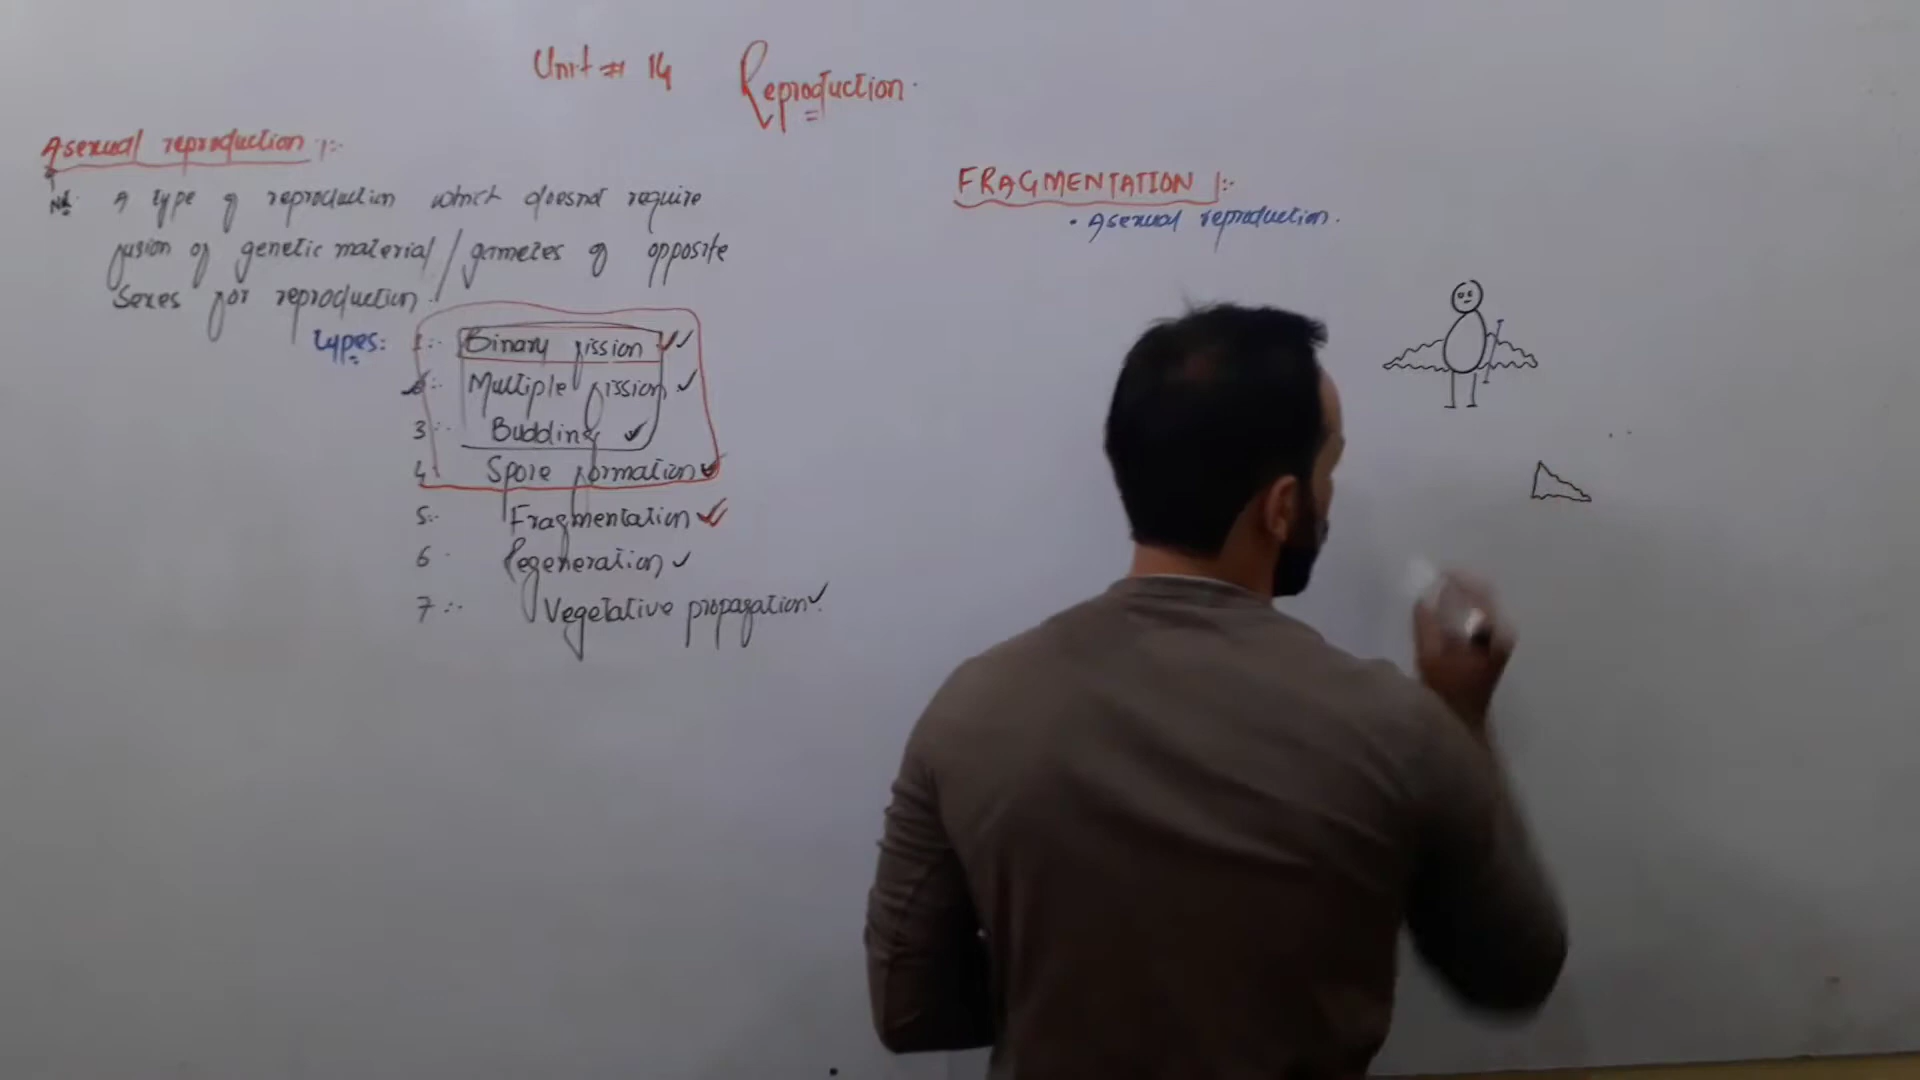 Unit # 14 Reproduction.
Asexual reproduction :-
A type of reproduction which doesnot require
fusion of genetic material / gametes of opposite
Sexes for reproduction.
types:
1:- Binary fission
:- Multiple fission
3:- Budding
4 Spore formation
5:- Fragmentation
6 Regeneration
7:- Vegetative propagation.
FRAGMENTATION :-
• Asexual reproduction.